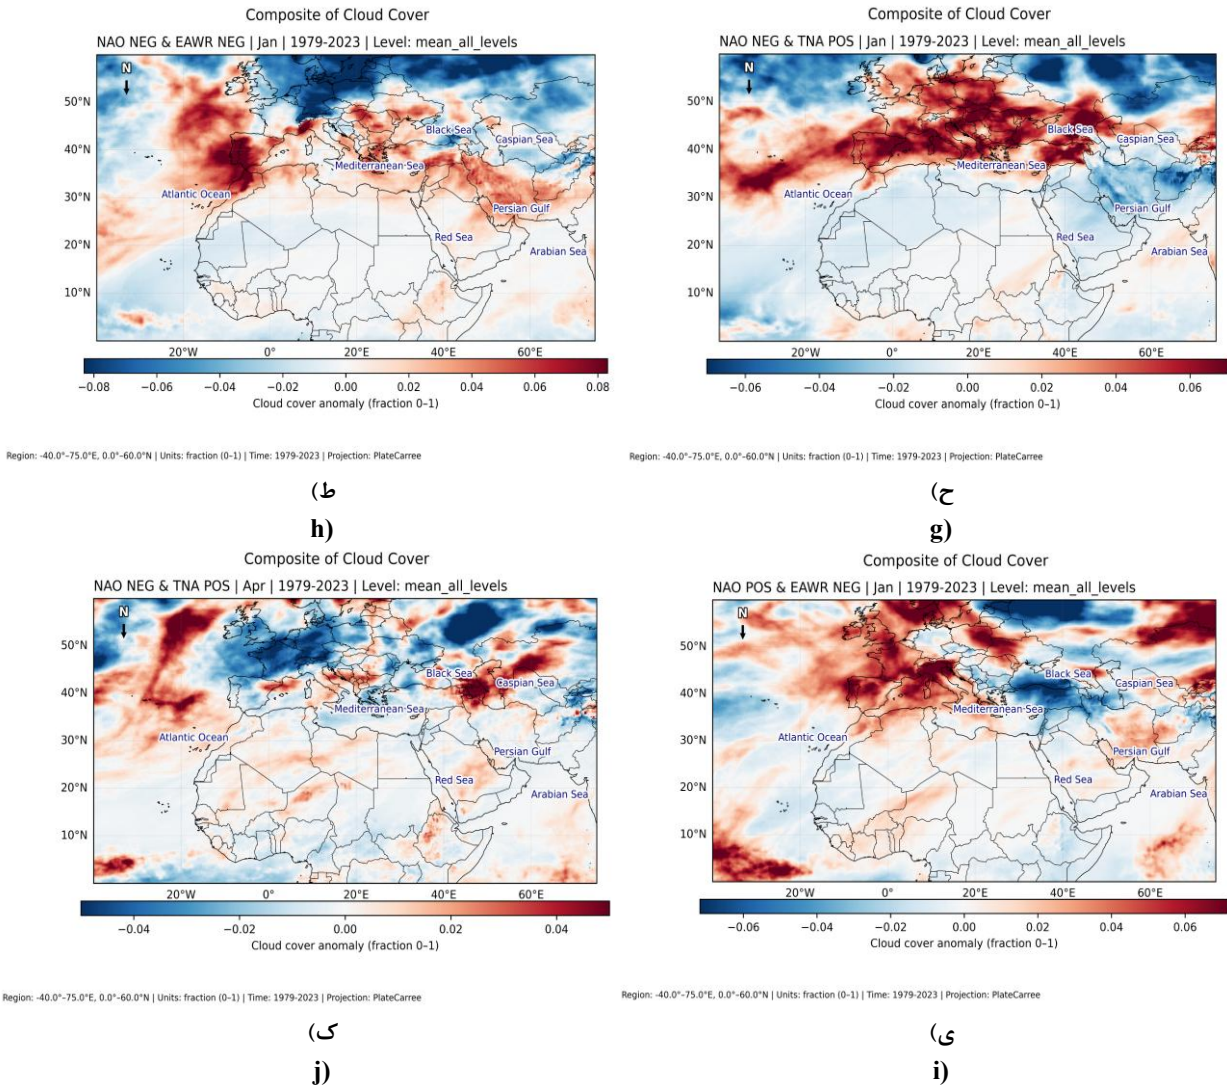 Composite of Cloud Cover
NAO NEG & EAWR NEG | Jan | 1979-2023 | Level: mean_all_levels
N
50°N
40°N
30°N
20°N
10°N
Black Sea
Caspian Sea
Mediterranean Sea
Atlantic Ocean
Persian Gulf
Red Sea
Arabian Sea
20°W 0° 20°E 40°E 60°E
−0.08 −0.06 −0.04 −0.02 0.00 0.02 0.04 0.06 0.08
Cloud cover anomaly (fraction 0–1)
Region: -40.0°–75.0°E, 0.0°–60.0°N | Units: fraction (0–1) | Time: 1979-2023 | Projection: PlateCarree
ط)
h)
Composite of Cloud Cover
NAO NEG & TNA POS | Jan | 1979-2023 | Level: mean_all_levels
N
50°N
40°N
30°N
20°N
10°N
Black Sea
Caspian Sea
Mediterranean Sea
Atlantic Ocean
Persian Gulf
Red Sea
Arabian Sea
20°W 0° 20°E 40°E 60°E
−0.06 −0.04 −0.02 0.00 0.02 0.04 0.06
Cloud cover anomaly (fraction 0–1)
Region: -40.0°–75.0°E, 0.0°–60.0°N | Units: fraction (0–1) | Time: 1979-2023 | Projection: PlateCarree
ح)
g)
Composite of Cloud Cover
NAO NEG & TNA POS | Apr | 1979-2023 | Level: mean_all_levels
N
50°N
40°N
30°N
20°N
10°N
Black Sea
Caspian Sea
Mediterranean Sea
Atlantic Ocean
Persian Gulf
Red Sea
Arabian Sea
20°W 0° 20°E 40°E 60°E
−0.04 −0.02 0.00 0.02 0.04
Cloud cover anomaly (fraction 0–1)
Region: -40.0°–75.0°E, 0.0°–60.0°N | Units: fraction (0–1) | Time: 1979-2023 | Projection: PlateCarree
ک)
j)
Composite of Cloud Cover
NAO POS & EAWR NEG | Jan | 1979-2023 | Level: mean_all_levels
N
50°N
40°N
30°N
20°N
10°N
Black Sea
Caspian Sea
Mediterranean Sea
Atlantic Ocean
Persian Gulf
Red Sea
Arabian Sea
20°W 0° 20°E 40°E 60°E
−0.06 −0.04 −0.02 0.00 0.02 0.04 0.06
Cloud cover anomaly (fraction 0–1)
Region: -40.0°–75.0°E, 0.0°–60.0°N | Units: fraction (0–1) | Time: 1979-2023 | Projection: PlateCarree
ی)
i)